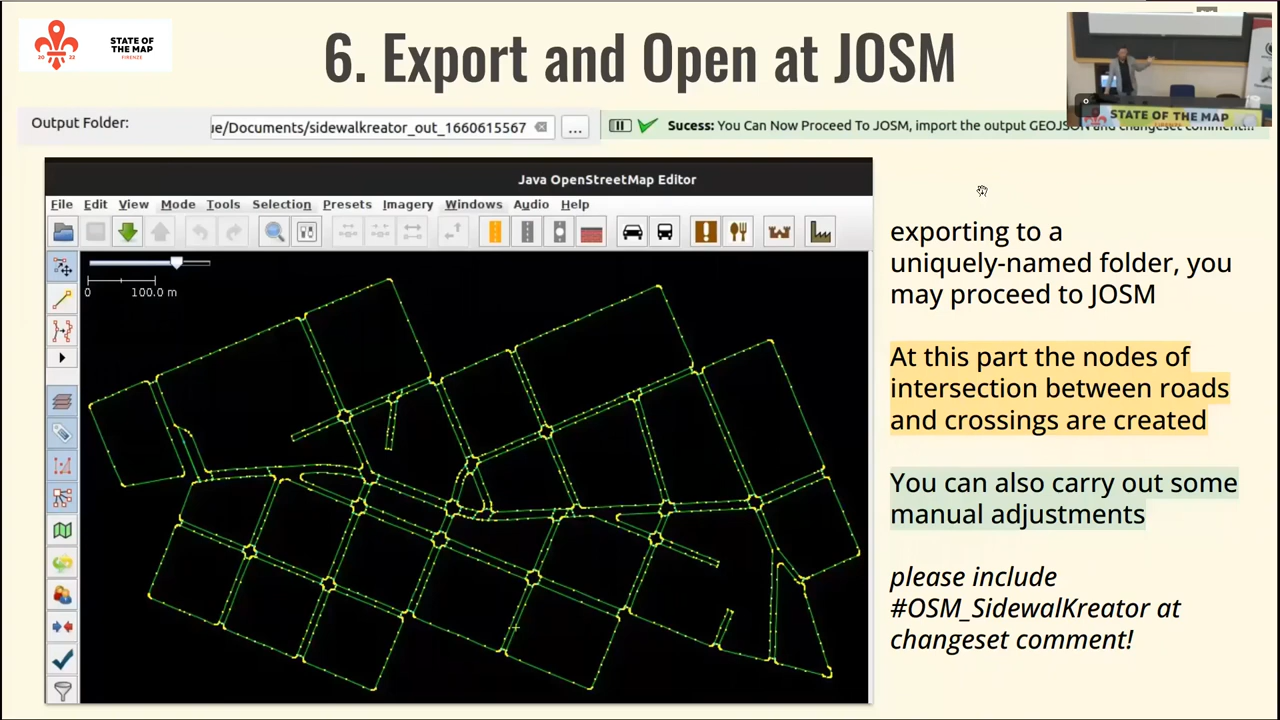 STATE OF
THE MAP
FIRENZE
20 22
6. Export and Open at JOSM
STATE OF THE MAP
Output Folder:
ıe/Documents/sidewalkreator_out_1660615567
...
Sucess: You Can Now Proceed To JOSM, import the output GEOJSON and changeset comment...
Java OpenStreetMap Editor
File Edit View Mode Tools Selection Presets Imagery Windows Audio Help
0 100.0 m
exporting to a
uniquely-named folder, you
may proceed to JOSM
At this part the nodes of
intersection between roads
and crossings are created
You can also carry out some
manual adjustments
please include
#OSM_SidewalKreator at
changeset comment!